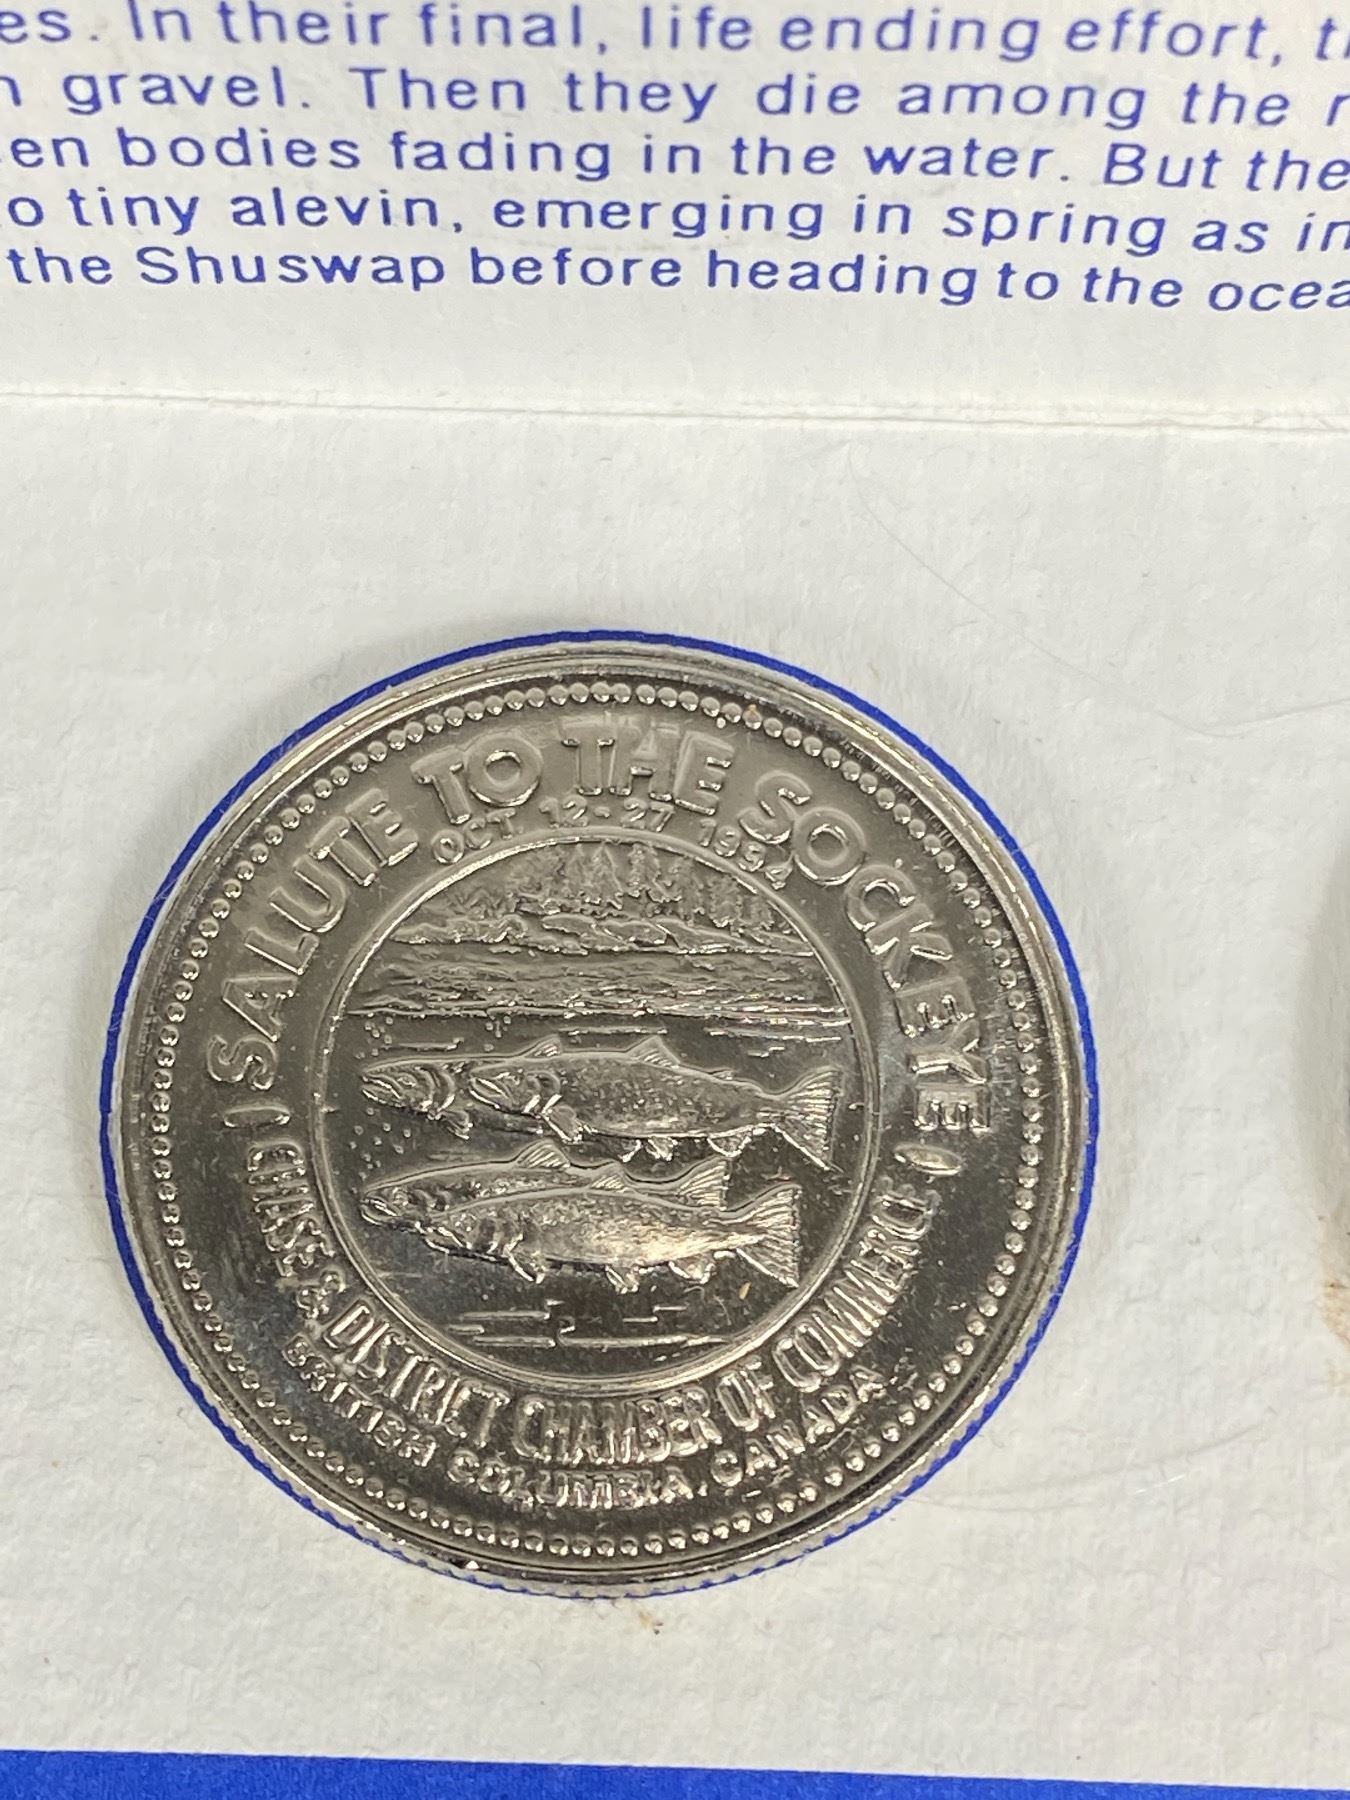 es. In their final, life ending effort, th
n gravel. Then they die among the r
en bodies fading in the water. But the
o tiny alevin, emerging in spring as in
the Shuswap before heading to the ocea
SALUTE TO THE SOCKEYE
OCT. 12-27 1994
CHASE & DISTRICT CHAMBER OF COMMERCE
BRITISH COLUMBIA, CANADA